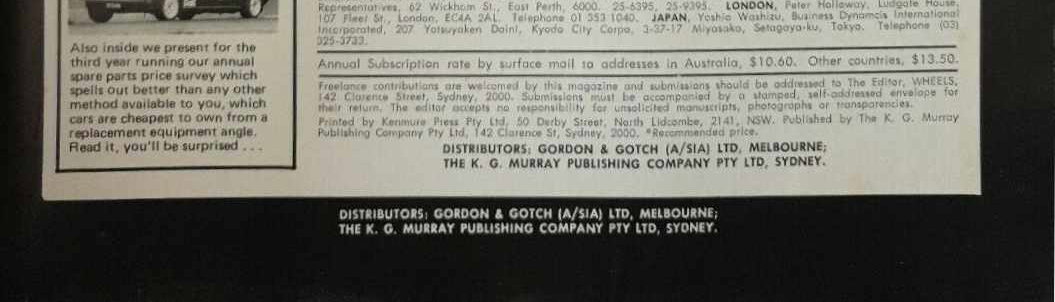 Also inside we present for the
third year running our annual
spare parts price survey which
spells out better than any other
method available to you, which
cars are cheapest to own from a
replacement equipment angle.
Read it, you'll be surprised . . .
Representatives, 62 Wickham St., East Perth, 6000. 25-6395, 25-9395. LONDON, Peter Holloway, Ludgate House,
107 Fleet St., London, EC4A 2AL. Telephone 01 353 1040. JAPAN, Yoshio Washizu, Business Dynamcis International
Incorporated, 207 Yotsuyaken Daini, Kyodo City Corpa, 3-37-17 Miyasaka, Setagaya-ku, Tokyo. Telephone (03)
325-3733.
Annual Subscription rate by surface mail to addresses in Australia, $10.60. Other countries, $13.50.
Freelance contributions are welcomed by this magazine and submissions should be addressed to The Editor, WHEELS,
142 Clarence Street, Sydney, 2000. Submissions must be accompanied by a stamped, self-addressed envelope for
their return. The editor accepts no responsibility for unsolicited manuscripts, photographs or transparencies.
Printed by Kenmure Press Pty Ltd, 50 Derby Street, North Lidcombe, 2141, NSW. Published by The K. G. Murray
Publishing Company Pty Ltd, 142 Clarence St, Sydney, 2000. *Recommended price.
DISTRIBUTORS: GORDON & GOTCH (A/SIA) LTD, MELBOURNE;
THE K. G. MURRAY PUBLISHING COMPANY PTY LTD, SYDNEY.
DISTRIBUTORS: GORDON & GOTCH (A/SIA) LTD, MELBOURNE;
THE K. G. MURRAY PUBLISHING COMPANY PTY LTD, SYDNEY.